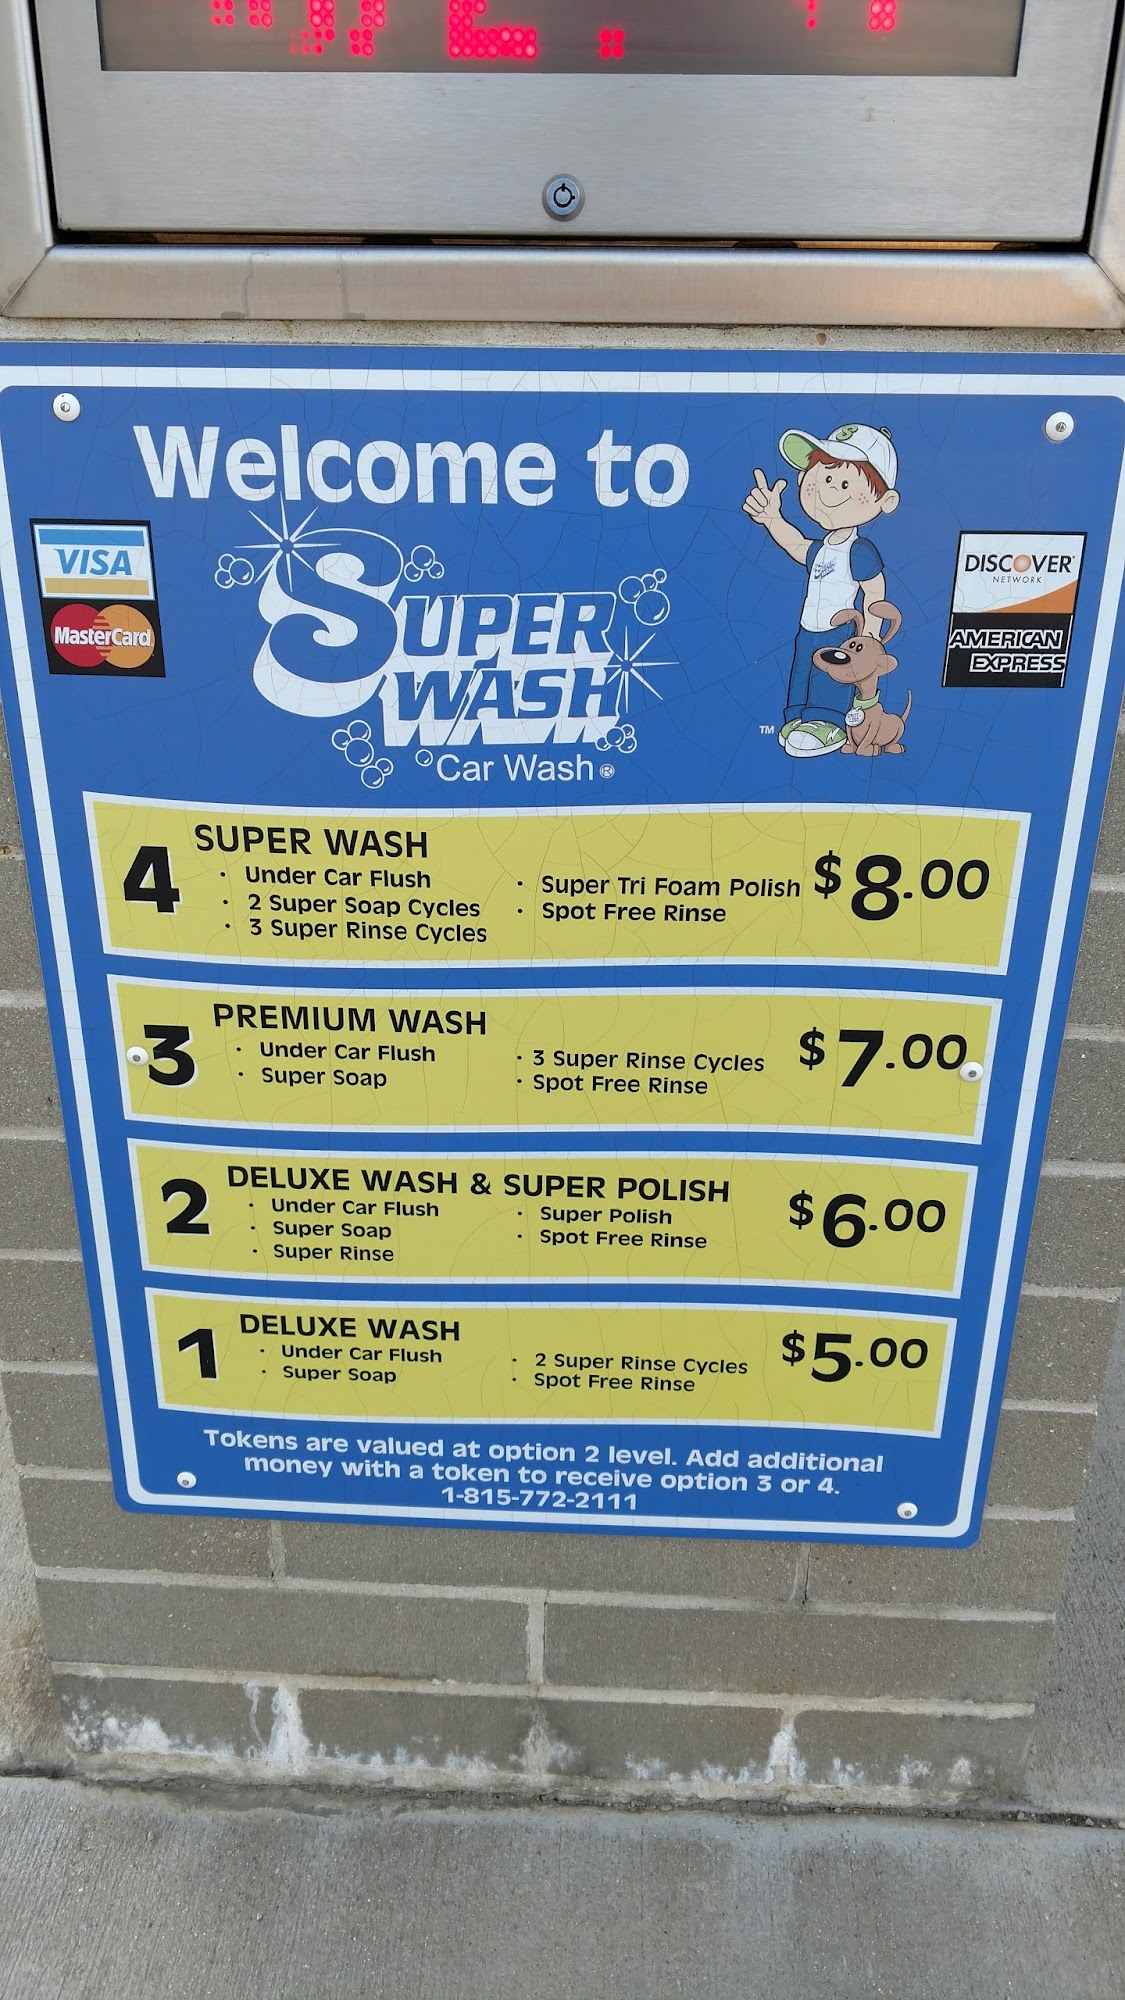 Welcome to
VISA
MasterCard
SUPER
WASH
Car Wash®
TM
DISCOVER
NETWORK
AMERICAN
EXPRESS
4 SUPER WASH $8.00
· Under Car Flush
· 2 Super Soap Cycles
· 3 Super Rinse Cycles
· Super Tri Foam Polish
· Spot Free Rinse
3 PREMIUM WASH $7.00
· Under Car Flush
· Super Soap
· 3 Super Rinse Cycles
· Spot Free Rinse
2 DELUXE WASH & SUPER POLISH $6.00
· Under Car Flush
· Super Soap
· Super Rinse
· Super Polish
· Spot Free Rinse
1 DELUXE WASH $5.00
· Under Car Flush
· Super Soap
· 2 Super Rinse Cycles
· Spot Free Rinse
Tokens are valued at option 2 level. Add additional
money with a token to receive option 3 or 4.
1-815-772-2111